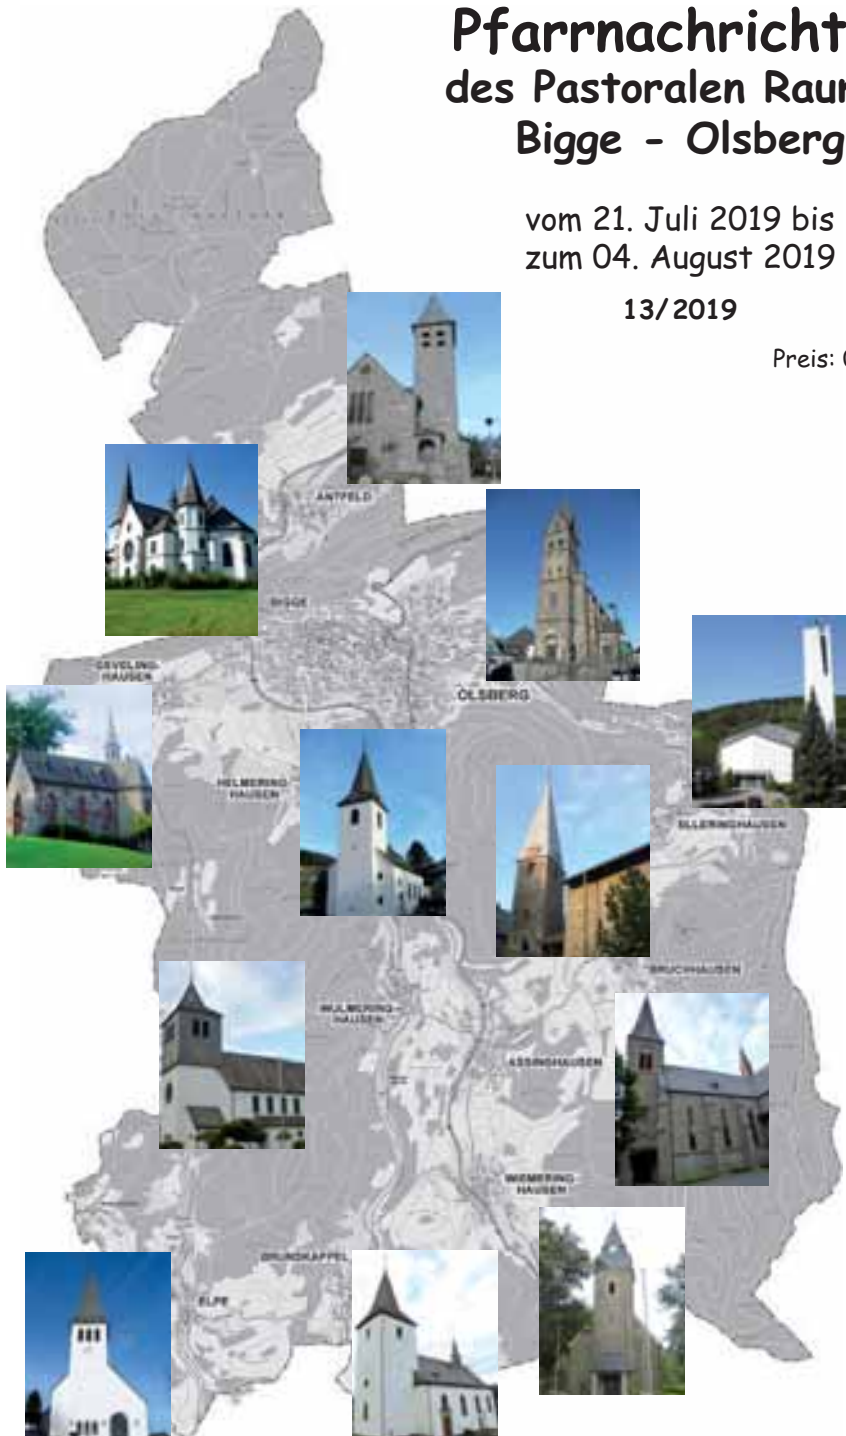 Pfarrnachricht
des Pastoralen Raum
Bigge - Olsberg
vom 21. Juli 2019 bis
zum 04. August 2019
13/2019
Preis: 0
ANTFELD
BIGGE
GEVELING-
HAUSEN
OLSBERG
HELMERING-
HAUSEN
ELLERINGHAUSEN
BRUCHHAUSEN
WULMERING-
HAUSEN
ASSINGHAUSEN
WIEMERING-
HAUSEN
BRUNSKAPPEL
ELPE